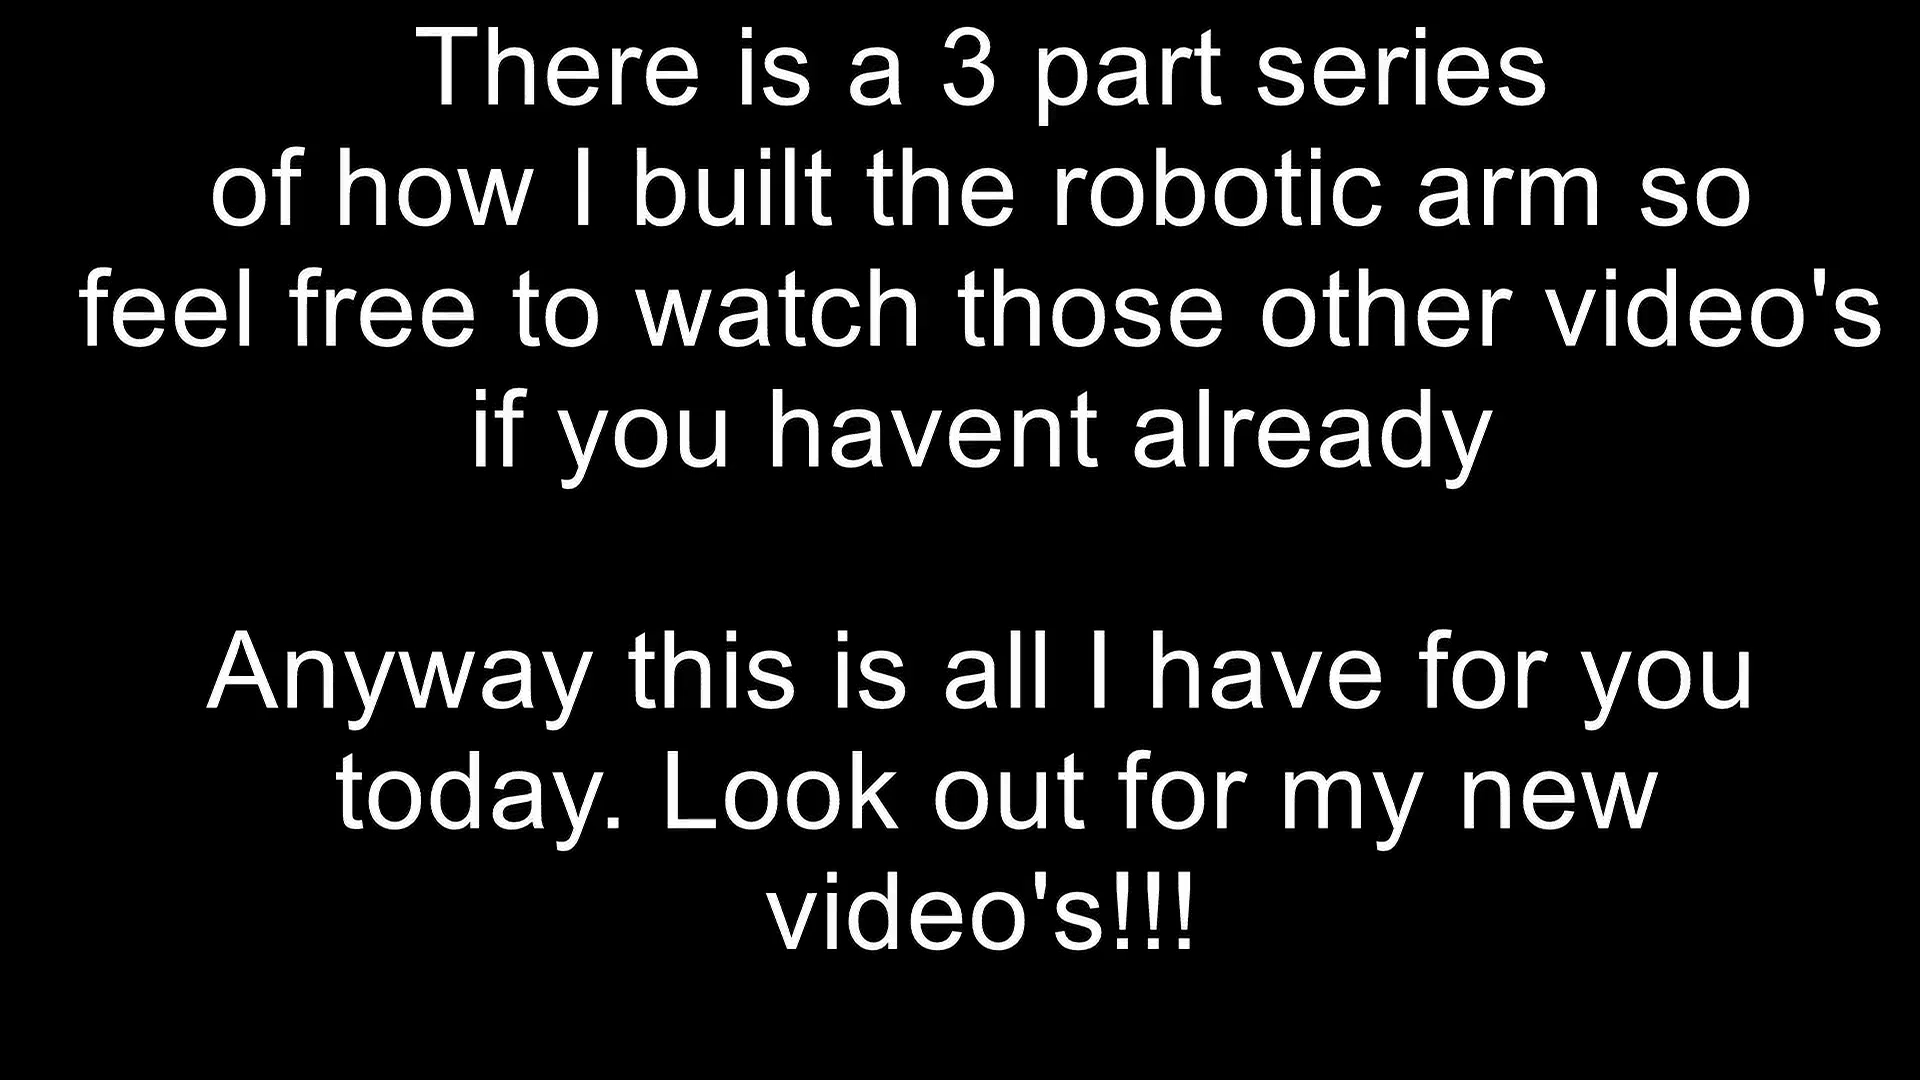 There is a 3 part series
of how I built the robotic arm so
feel free to watch those other video's
if you havent already
Anyway this is all I have for you
today. Look out for my new
video's!!!